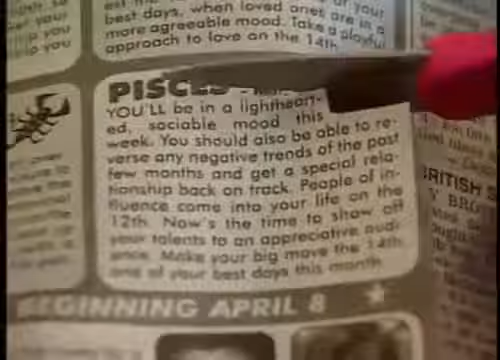 best days, when loved ones are in a
more agreeable mood. Take a playful
approach to love on the 14th.
PISCES
YOU'LL be in a lightheart-
ed, sociable mood this
week. You should also be able to re-
verse any negative trends of the past
few months and get a special rela-
tionship back on track. People of in-
fluence come into your life on the
12th. Now's the time to show off
your talents to an appreciative audi-
ence. Make your big move the 14th
one of your best days this month
BEGINNING APRIL 8